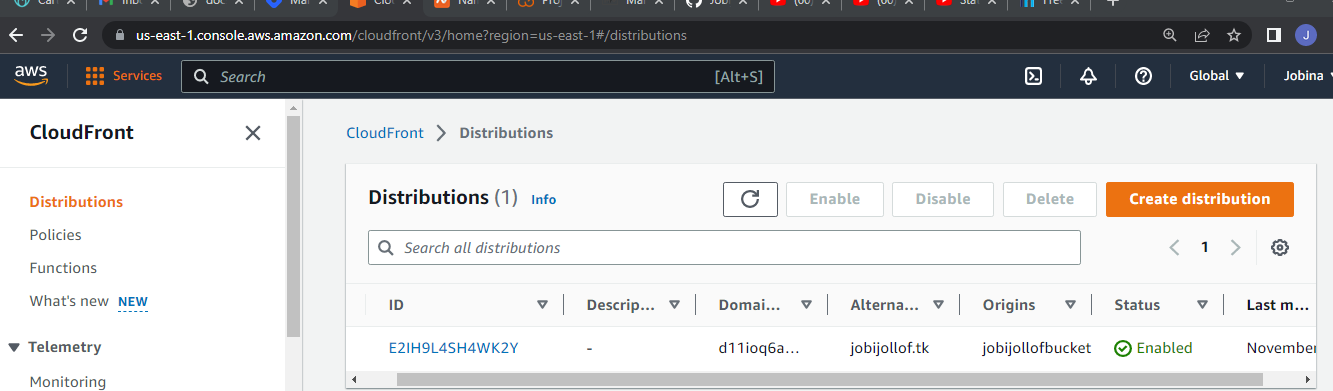 us-east-1.console.aws.amazon.com/cloudfront/v3/home?region=us-east-1#/distributions
J
aws Services Search [Alt+S] Global Jobina
CloudFront
CloudFront Distributions
Distributions (1) Info
Enable Disable Delete Create distribution
Distributions
Search all distributions
1
Policies
Functions
What's new NEW
ID Descrip... Domai... Alterna... Origins Status Last m...
Telemetry
E2IH9L4SH4WK2Y - d11ioq6a... jobijollof.tk jobijollofbucket Enabled November
Monitoring